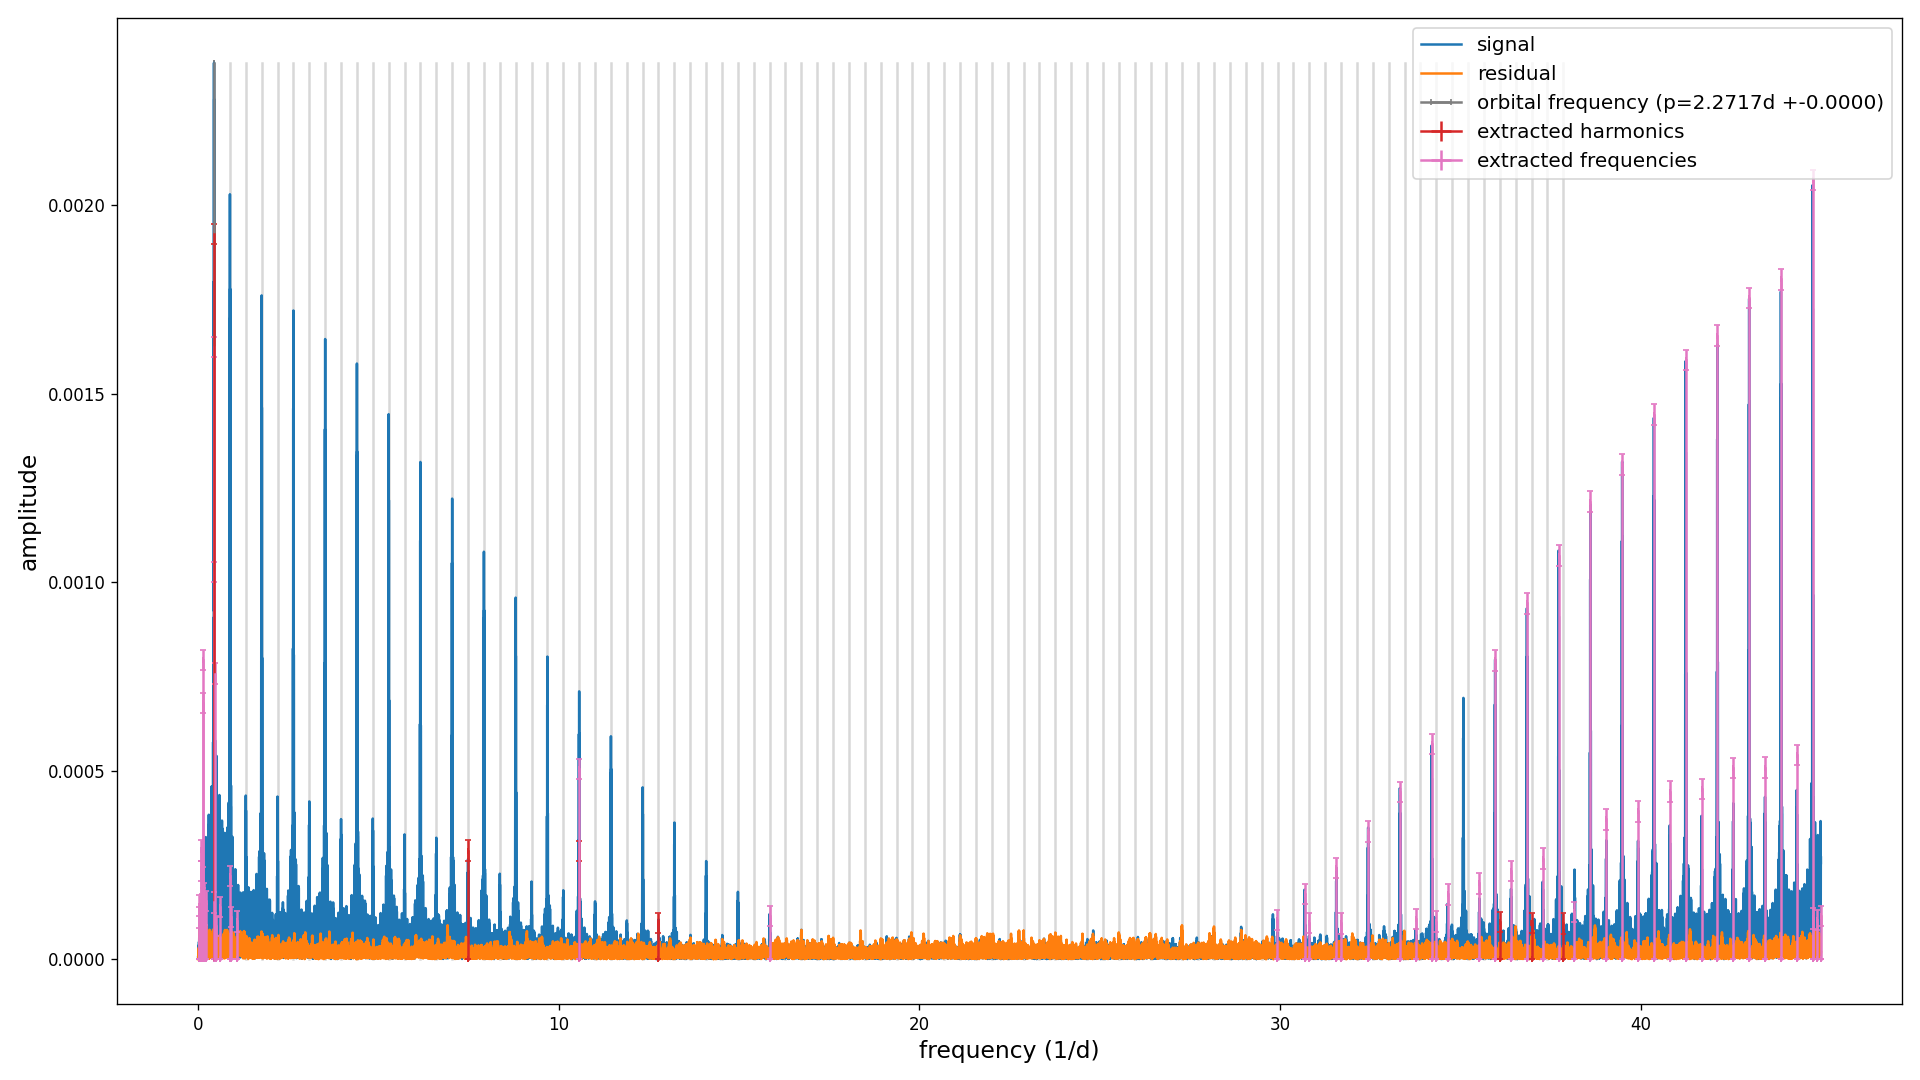 signal
residual
orbital frequency (p=2.2717d +-0.0000)
extracted harmonics
extracted frequencies
0.0020
0.0015
0.0010
0.0005
0.0000
amplitude
0 10 20 30 40
frequency (1/d)